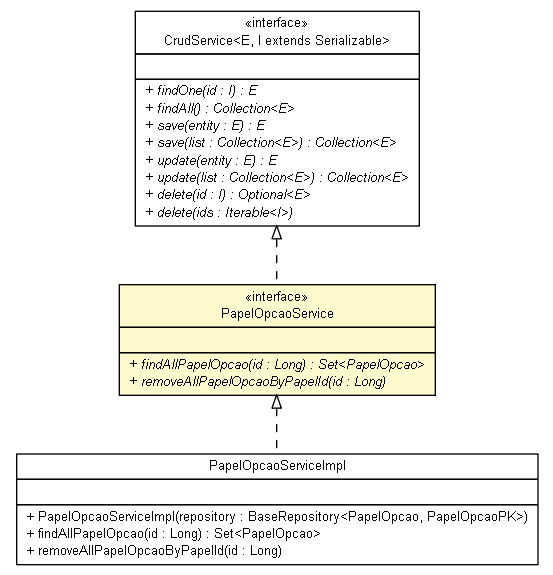 «interface»
CrudService<E, I extends Serializable>
+ findOne(id : I) : E
+ findAll() : Collection<E>
+ save(entity : E) : E
+ save(list : Collection<E>) : Collection<E>
+ update(entity : E) : E
+ update(list : Collection<E>) : Collection<E>
+ delete(id : I) : Optional<E>
+ delete(ids : Iterable<I>)
«interface»
PapelOpcaoService
+ findAllPapelOpcao(id : Long) : Set<PapelOpcao>
+ removeAllPapelOpcaoByPapelId(id : Long)
PapelOpcaoServiceImpl
+ PapelOpcaoServiceImpl(repository : BaseRepository<PapelOpcao, PapelOpcaoPK>)
+ findAllPapelOpcao(id : Long) : Set<PapelOpcao>
+ removeAllPapelOpcaoByPapelId(id : Long)